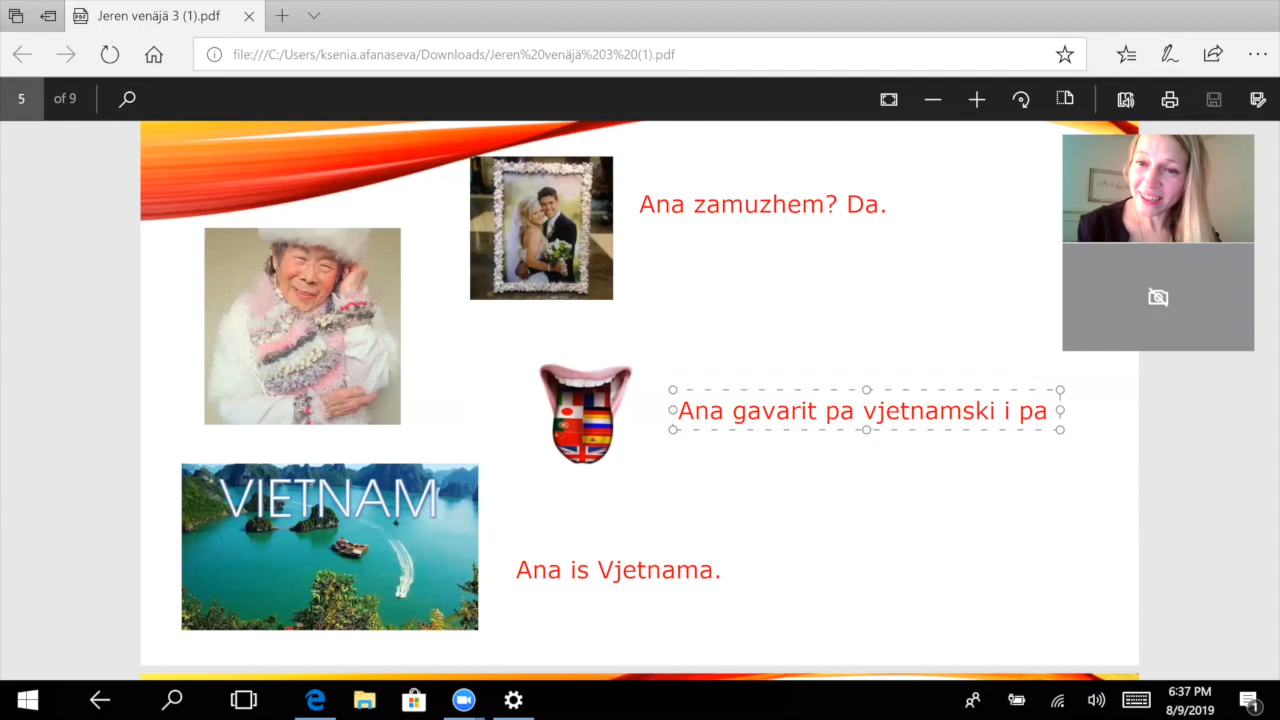 Jeren venäjä 3 (1).pdf
file:///C:/Users/ksenia.afanaseva/Downloads/Jeren%20venäjä%203%20(1).pdf
5 of 9
Ana zamuzhem? Da.
Ana gavarit pa vjetnamski i pa
VIETNAM
Ana is Vjetnama.
6:37 PM
8/9/2019
1